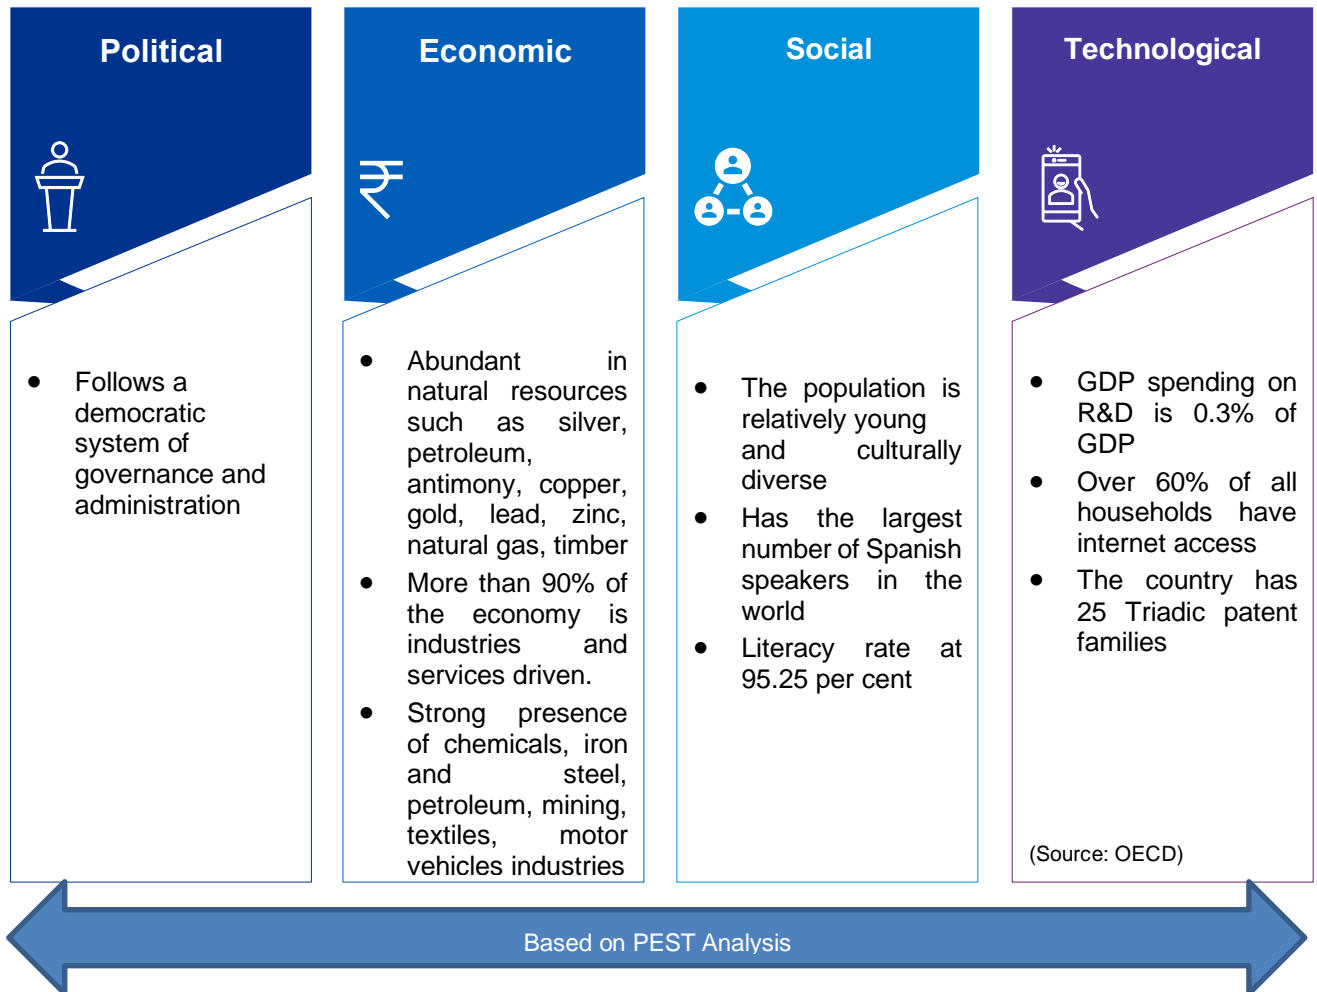 Political
Follows a
democratic
system of
governance and
administration
Economic
₹
Abundant in
natural resources
such as silver,
petroleum,
antimony, copper,
gold, lead, zinc,
natural gas, timber
More than 90% of
the economy is
industries and
services driven.
Strong presence
of chemicals, iron
and steel,
petroleum, mining,
textiles, motor
vehicles industries
Social
The population is
relatively young
and culturally
diverse
Has the largest
number of Spanish
speakers in the
world
Literacy rate at
95.25 per cent
Technological
GDP spending on
R&D is 0.3% of
GDP
Over 60% of all
households have
internet access
The country has
25 Triadic patent
families
(Source: OECD)
Based on PEST Analysis